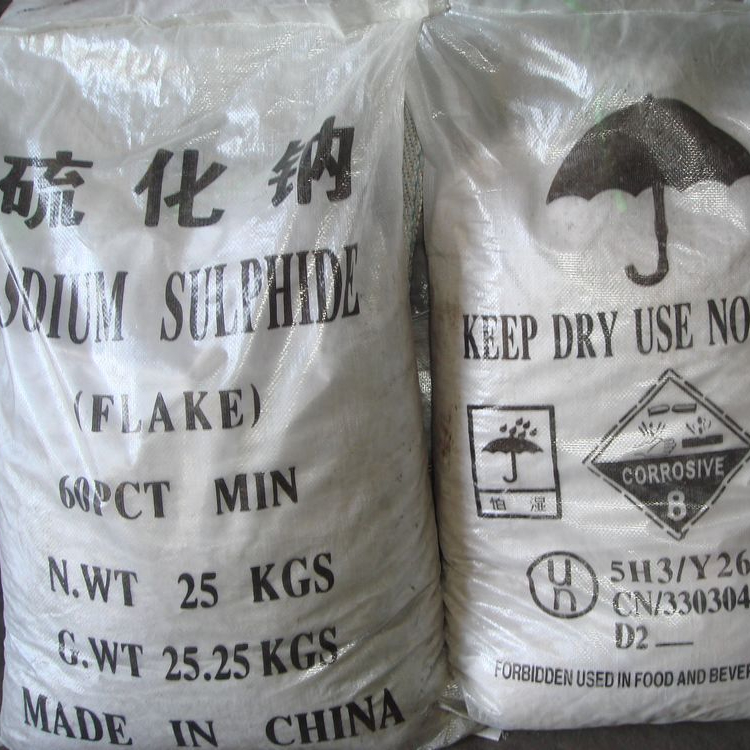 硫化钠
SODIUM SULPHIDE
(FLAKE)
60PCT MIN
N.WT 25 KGS
G.WT 25.25 KGS
MADE IN CHINA
KEEP DRY USE NO
怕湿
CORROSIVE
8
un
5H3/Y26
CN/330304
D2 —
FORBIDDEN USED IN FOOD AND BEVER